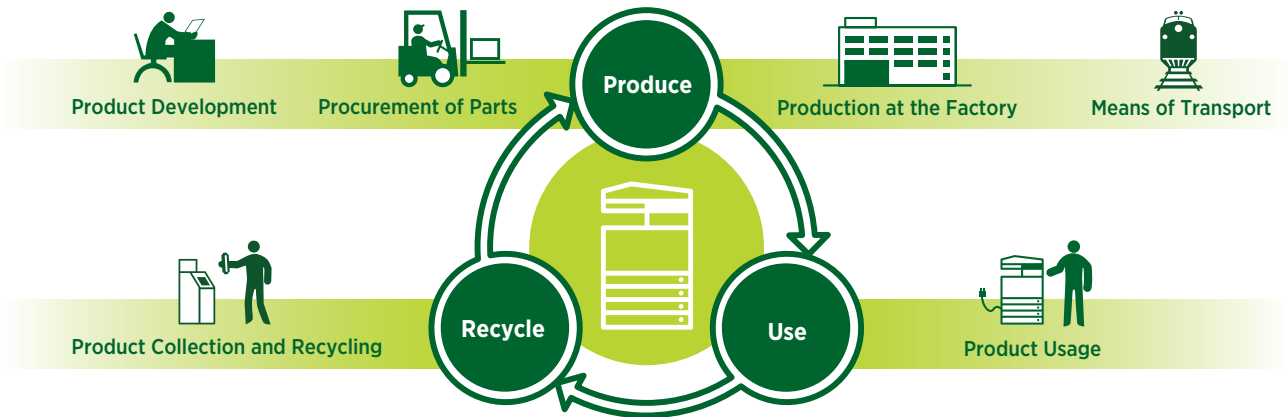 Produce
Product Development
Procurement of Parts
Production at the Factory
Means of Transport
Recycle
Use
Product Collection and Recycling
Product Usage